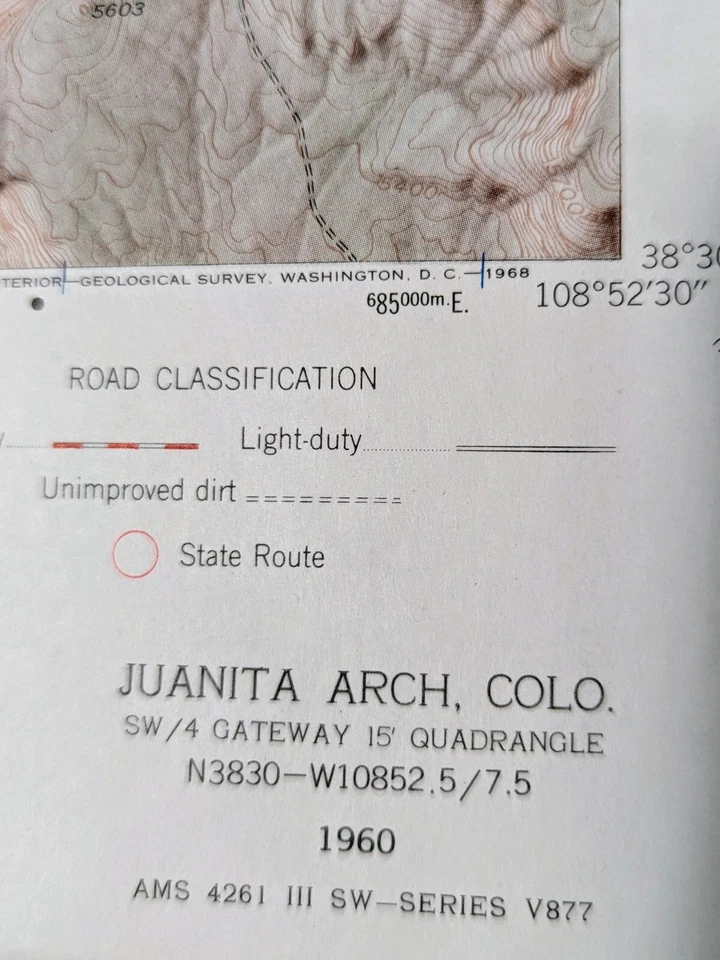 5603
5400
TERIOR—GEOLOGICAL SURVEY, WASHINGTON, D. C.—1968
38°30
685000m.E.
108°52'30"
ROAD CLASSIFICATION
Light-duty
Unimproved dirt
State Route
JUANITA ARCH, COLO.
SW/4 GATEWAY 15' QUADRANGLE
N3830—W10852.5/7.5
1960
AMS 4261 III SW—SERIES V877